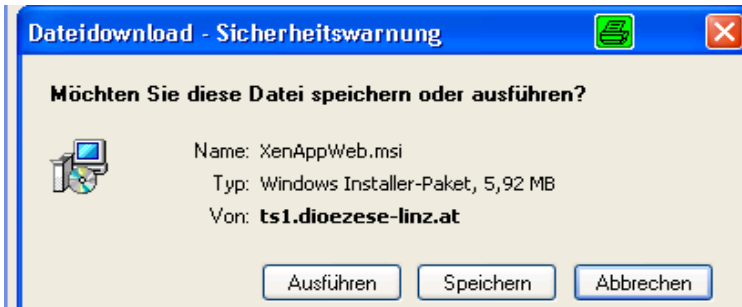 Dateidownload - Sicherheitswarnung
Möchten Sie diese Datei speichern oder ausführen?
Name: XenAppWeb.msi
Typ: Windows Installer-Paket, 5,92 MB
Von: ts1.dioezese-linz.at
Ausführen Speichern Abbrechen